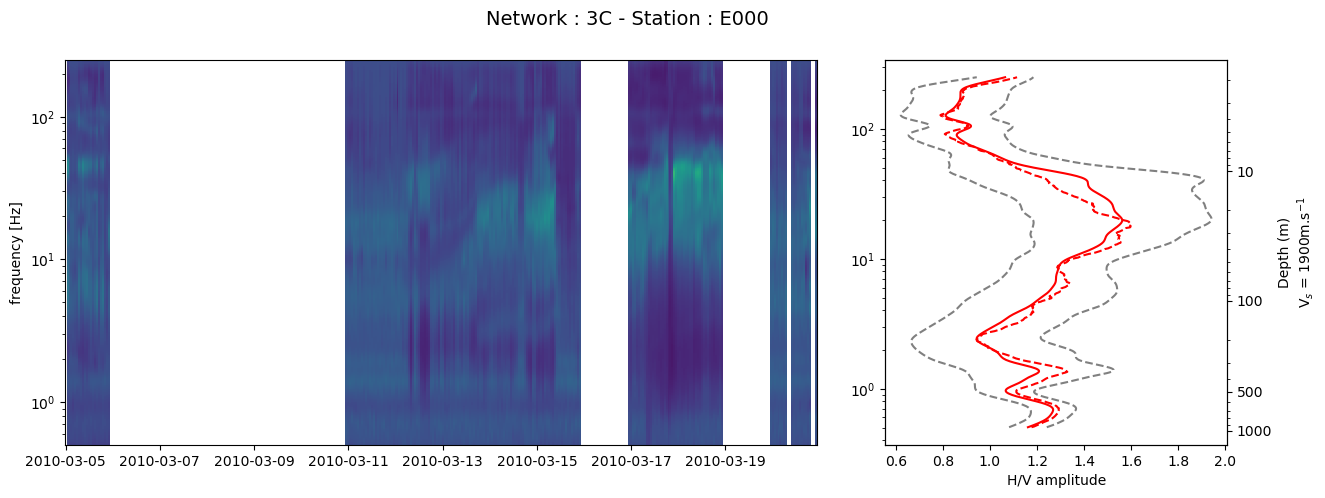 Network : 3C - Station : E000
frequency [Hz]
10²
10¹
10⁰
2010-03-05 2010-03-07 2010-03-09 2010-03-11 2010-03-13 2010-03-15 2010-03-17 2010-03-19
10²
10¹
10⁰
0.6 0.8 1.0 1.2 1.4 1.6 1.8 2.0
H/V amplitude
10
100
500
1000
Depth (m)
Vₛ = 1900m.s⁻¹